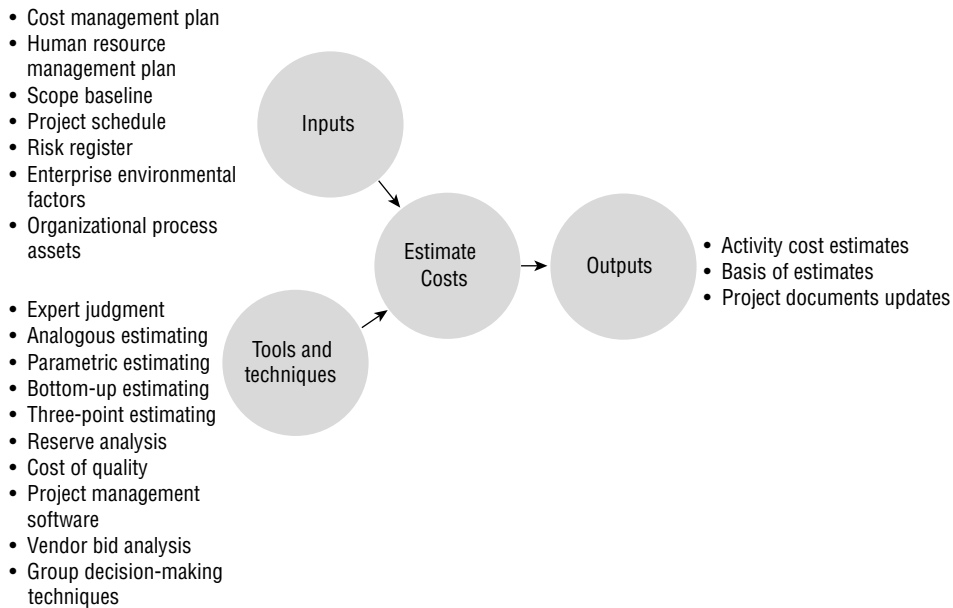 • Cost management plan
• Human resource
management plan
• Scope baseline
• Project schedule
• Risk register
• Enterprise environmental
factors
• Organizational process
assets
Inputs
Estimate
Costs
Outputs
• Activity cost estimates
• Basis of estimates
• Project documents updates
• Expert judgment
• Analogous estimating
• Parametric estimating
• Bottom-up estimating
• Three-point estimating
• Reserve analysis
• Cost of quality
• Project management
software
• Vendor bid analysis
• Group decision-making
techniques
Tools and
techniques